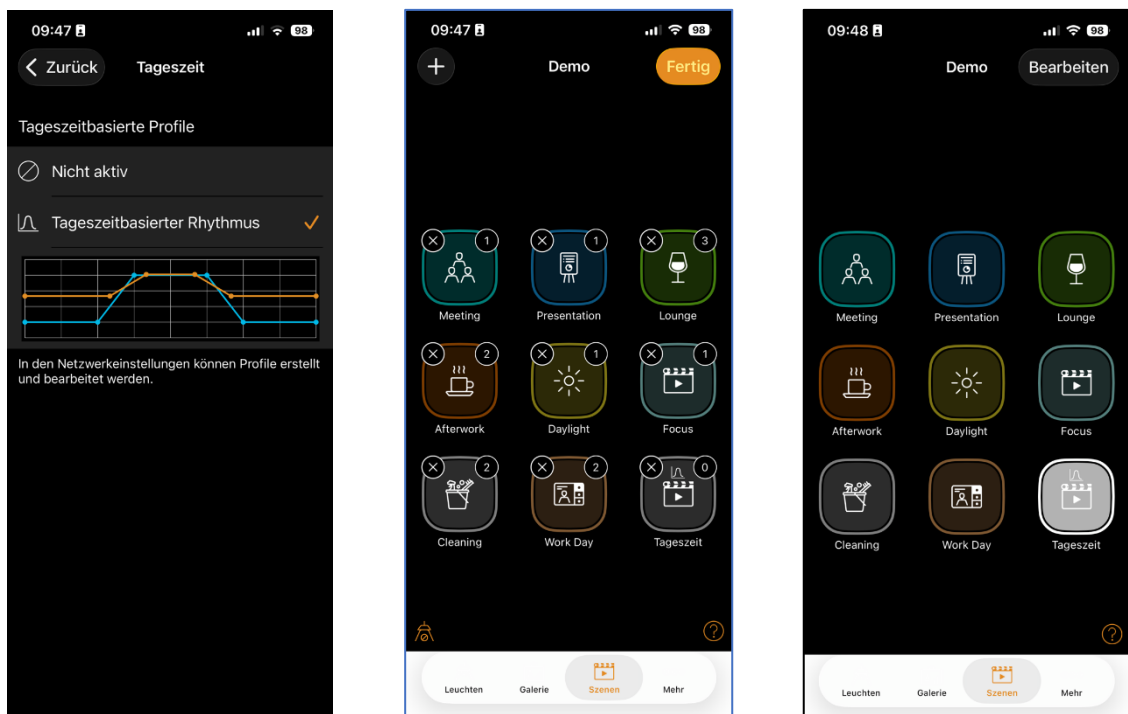 09:47
98
Zurück
Tageszeit
Tageszeitbasierte Profile
Nicht aktiv
Tageszeitbasierter Rhythmus
In den Netzwerkeinstellungen können Profile erstellt
und bearbeitet werden.
09:47
98
Demo
Fertig
1
1
3
Meeting
Presentation
Lounge
2
1
1
Afterwork
Daylight
Focus
2
2
0
Cleaning
Work Day
Tageszeit
?
Leuchten
Galerie
Szenen
Mehr
09:48
98
Demo
Bearbeiten
Meeting
Presentation
Lounge
Afterwork
Daylight
Focus
Cleaning
Work Day
Tageszeit
?
Leuchten
Galerie
Szenen
Mehr